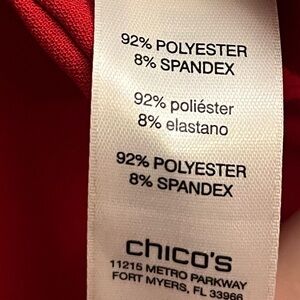 92% POLYESTER
8% SPANDEX
92% poliéster
8% elastano
92% POLYESTER
8% SPANDEX
chico's
11215 METRO PARKWAY
FORT MYERS, FL 33966